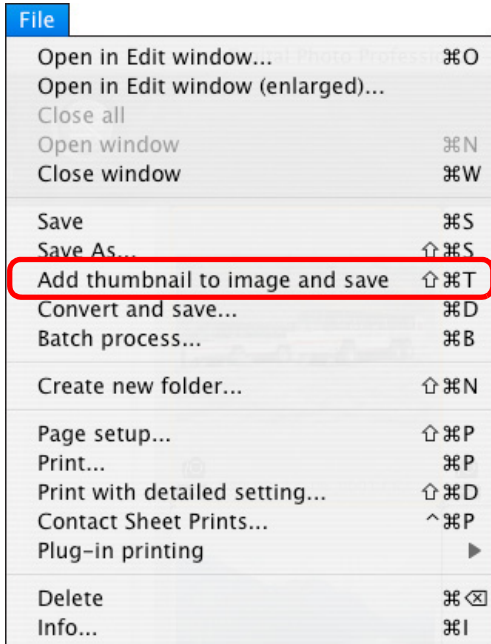 File
Open in Edit window... ⌘O
Open in Edit window (enlarged)...
Close all
Open window ⌘N
Close window ⌘W
Save ⌘S
Save As... ⇧⌘S
Add thumbnail to image and save ⇧⌘T
Convert and save... ⌘D
Batch process... ⌘B
Create new folder... ⇧⌘N
Page setup... ⇧⌘P
Print... ⌘P
Print with detailed setting... ⇧⌘D
Contact Sheet Prints... ^⌘P
Plug-in printing ▶
Delete ⌘⌫
Info... ⌘I